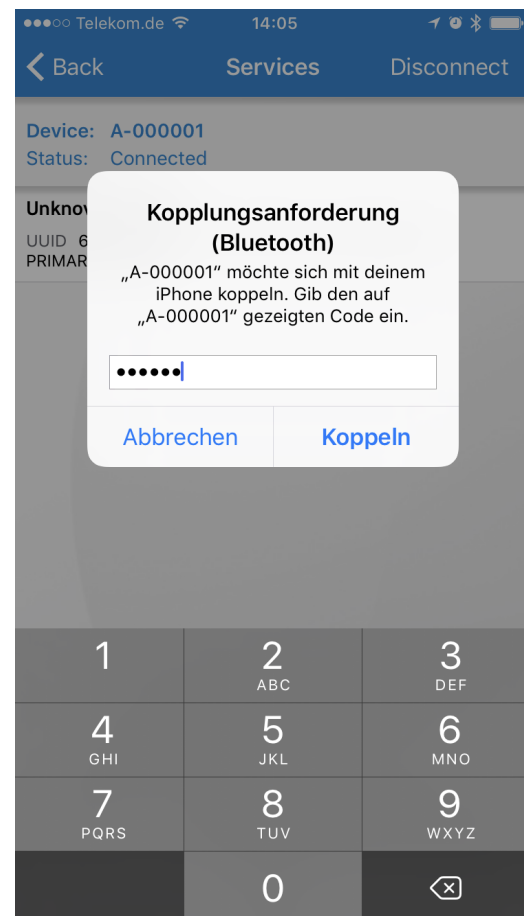 Telekom.de 14:05
Back Services Disconnect
Device: A-000001
Status: Connected
Kopplungsanforderung
(Bluetooth)
„A-000001“ möchte sich mit deinem
iPhone koppeln. Gib den auf
„A-000001“ gezeigten Code ein.
UUID 6
••••••
Abbrechen Koppeln
1 2 3
ABC DEF
4 5 6
GHI JKL MNO
7 8 9
PQRS TUV WXYZ
0